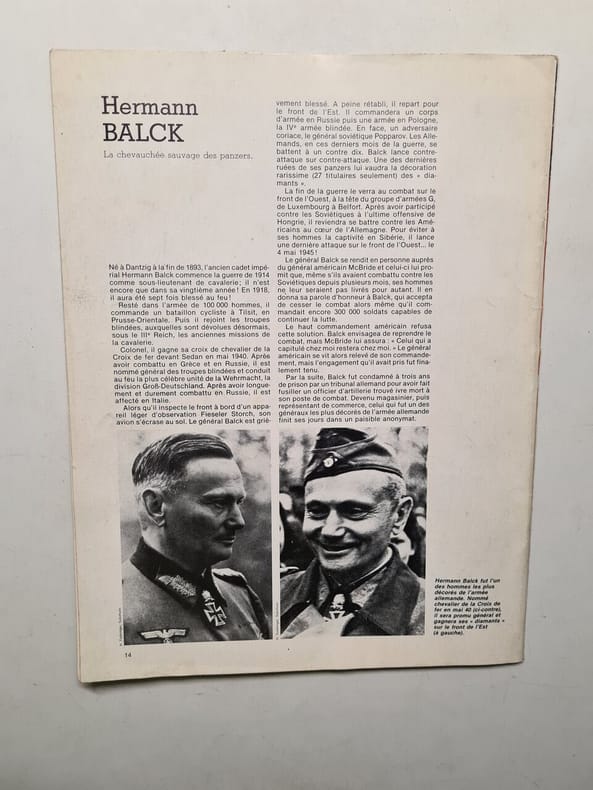 Hermann
BALCK
La chevauchée sauvage des panzers.
Né à Dantzig à la fin de 1893, l'ancien cadet impé-
rial Hermann Balck commence la guerre de 1914
comme sous-lieutenant de cavalerie; il n'est
encore que dans sa vingtième année! En 1918,
il aura été sept fois blessé au feu!
Resté dans l'armée de 100 000 hommes, il
commande un bataillon cycliste à Tilsit, en
Prusse-Orientale. Puis il rejoint les troupes
blindées, auxquelles sont dévolues désormais,
sous le IIIe Reich, les anciennes missions de
la cavalerie.
Colonel, il gagne sa croix de chevalier de la
Croix de fer devant Sedan en mai 1940. Après
avoir combattu en Grèce et en Russie, il est
nommé général des troupes blindées et conduit
au feu la plus célèbre unité de la Wehrmacht, la
division Groß-Deutschland. Après avoir longue-
ment et durement combattu en Russie, il est
affecté en Italie.
Alors qu'il inspecte le front à bord d'un appa-
reil léger d'observation Fieseler Storch, son
avion s'écrase au sol. Le général Balck est griè-
vement blessé. A peine rétabli, il repart pour
le front de l'Est. Il commandera un corps
d'armée en Russie puis une armée en Pologne,
la IVe armée blindée. En face, un adversaire
coriace, le général soviétique Popparov. Les Alle-
mands, en ces derniers mois de la guerre, se
battent à un contre dix. Balck lance contre-
attaque sur contre-attaque. Une des dernières
ruées de ses panzers lui vaudra la décoration
rarissime (27 titulaires seulement) des « dia-
mants ».
La fin de la guerre le verra au combat sur le
front de l'Ouest, à la tête du groupe d'armées G,
de Luxembourg à Belfort. Après avoir participé
contre les Soviétiques à l'ultime offensive de
Hongrie, il reviendra se battre contre les Amé-
ricains au cœur de l'Allemagne. Pour éviter à
ses hommes la captivité en Sibérie, il lance
une dernière attaque sur le front de l'Ouest... le
4 mai 1945!
Le général Balck se rendit en personne auprès
du général américain McBride et celui-ci lui pro-
mit que, même s'ils avaient combattu contre les
Soviétiques depuis plusieurs mois, ses hommes
ne leur seraient pas livrés pour autant. Il en
donna sa parole d'honneur à Balck, qui accepta
de cesser le combat alors même qu'il com-
mandait encore 300 000 soldats capables de
continuer la lutte.
Le haut commandement américain refusa
cette solution. Balck envisagea de reprendre le
combat, mais McBride lui assura : « Celui qui a
capitulé chez moi restera chez moi. » Le général
américain se vit alors relevé de son commande-
ment, mais l'engagement qu'il avait pris fut fina-
lement tenu.
Par la suite, Balck fut condamné à trois ans
de prison par un tribunal allemand pour avoir fait
fusiller un officier d'artillerie trouvé ivre mort à
son poste de combat. Devenu magasinier, puis
représentant de commerce, celui qui fut un des
généraux les plus décorés de l'armée allemande
finit ses jours dans un paisible anonymat.
Hermann Balck fut l'un
des hommes les plus
décorés de l'armée
allemande. Nommé
chevalier de la Croix de
fer en mai 40 (ci-contre),
il sera promu général et
gagnera ses « diamants »
sur le front de l'Est
(à gauche).
14